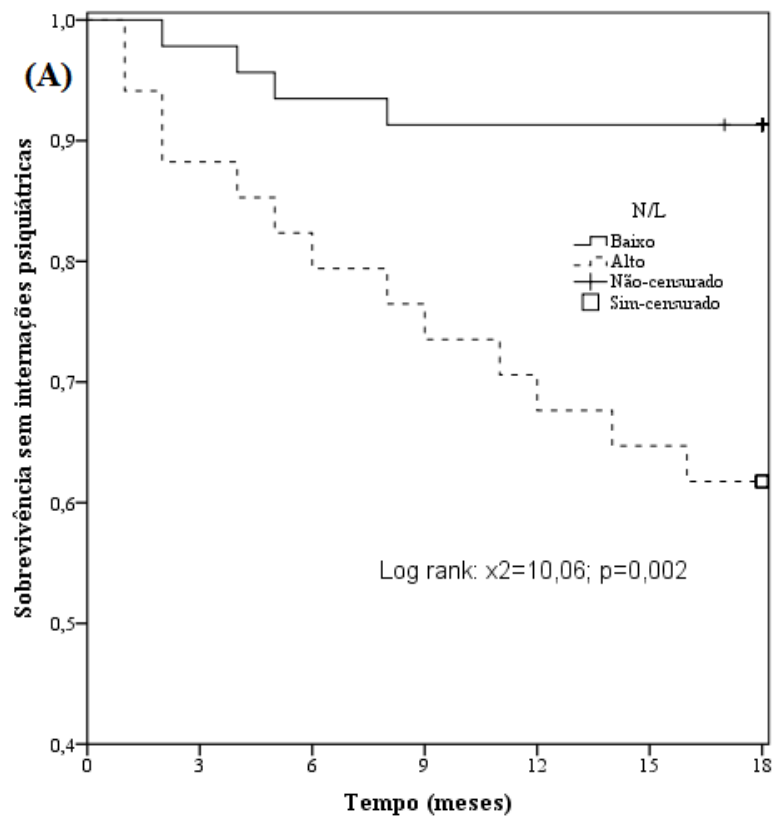 (A)
Sobrevivência sem internações psiquiátricas
1,0
0,9
0,8
0,7
0,6
0,5
0,4
N/L
Baixo
Alto
Não-censurado
Sim-censurado
Log rank: x2=10,06; p=0,002
0 3 6 9 12 15 18
Tempo (meses)